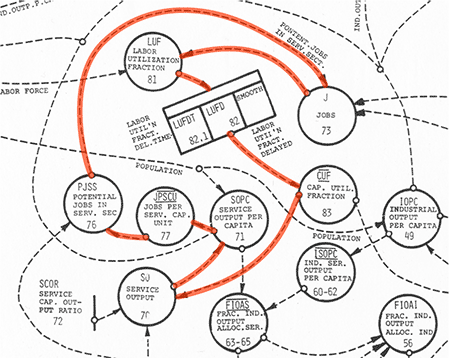 IND.OUTP.P.C
IND.OU
LUF
LABOR
UTILIZATION
FRACTION
81
POTENT.JOBS
IN SERV.SECT.
ABOR FORCE
LABOR
UTIL'N
FRACT.
DEL.TIME
LUFDT
82.1
LUFD
82
SMOOTH
J
JOBS
73
LABOR
UTIL'N
FRACT.
DELAYED
POPULATION
PJSS
POTENTIAL
JOBS IN
SERV. SEC
76
JPSCU
JOBS PER
SERV. CAP.
UNIT
77
SOPC
SERVICE
OUTPUT PER
CAPITA
71
CUF
CAP. UTIL.
FRACTION
83
IOPC
INDUSTRIAL
OUTPUT
PER CAPITA
49
POPULATION
ISOPC
IND. SER.
OUTPUT
PER CAPITA
60-62
SCOR
SERVICE
CAP. OUT-
PUT RATIO
72
SO
SERVICE
OUTPUT
70
FIOAS
FRAC. IND.
OUTPUT
ALLOC.SER.
63-65
FIOAI
FRAC. IND.
OUTPUT
ALLOC.IND
56